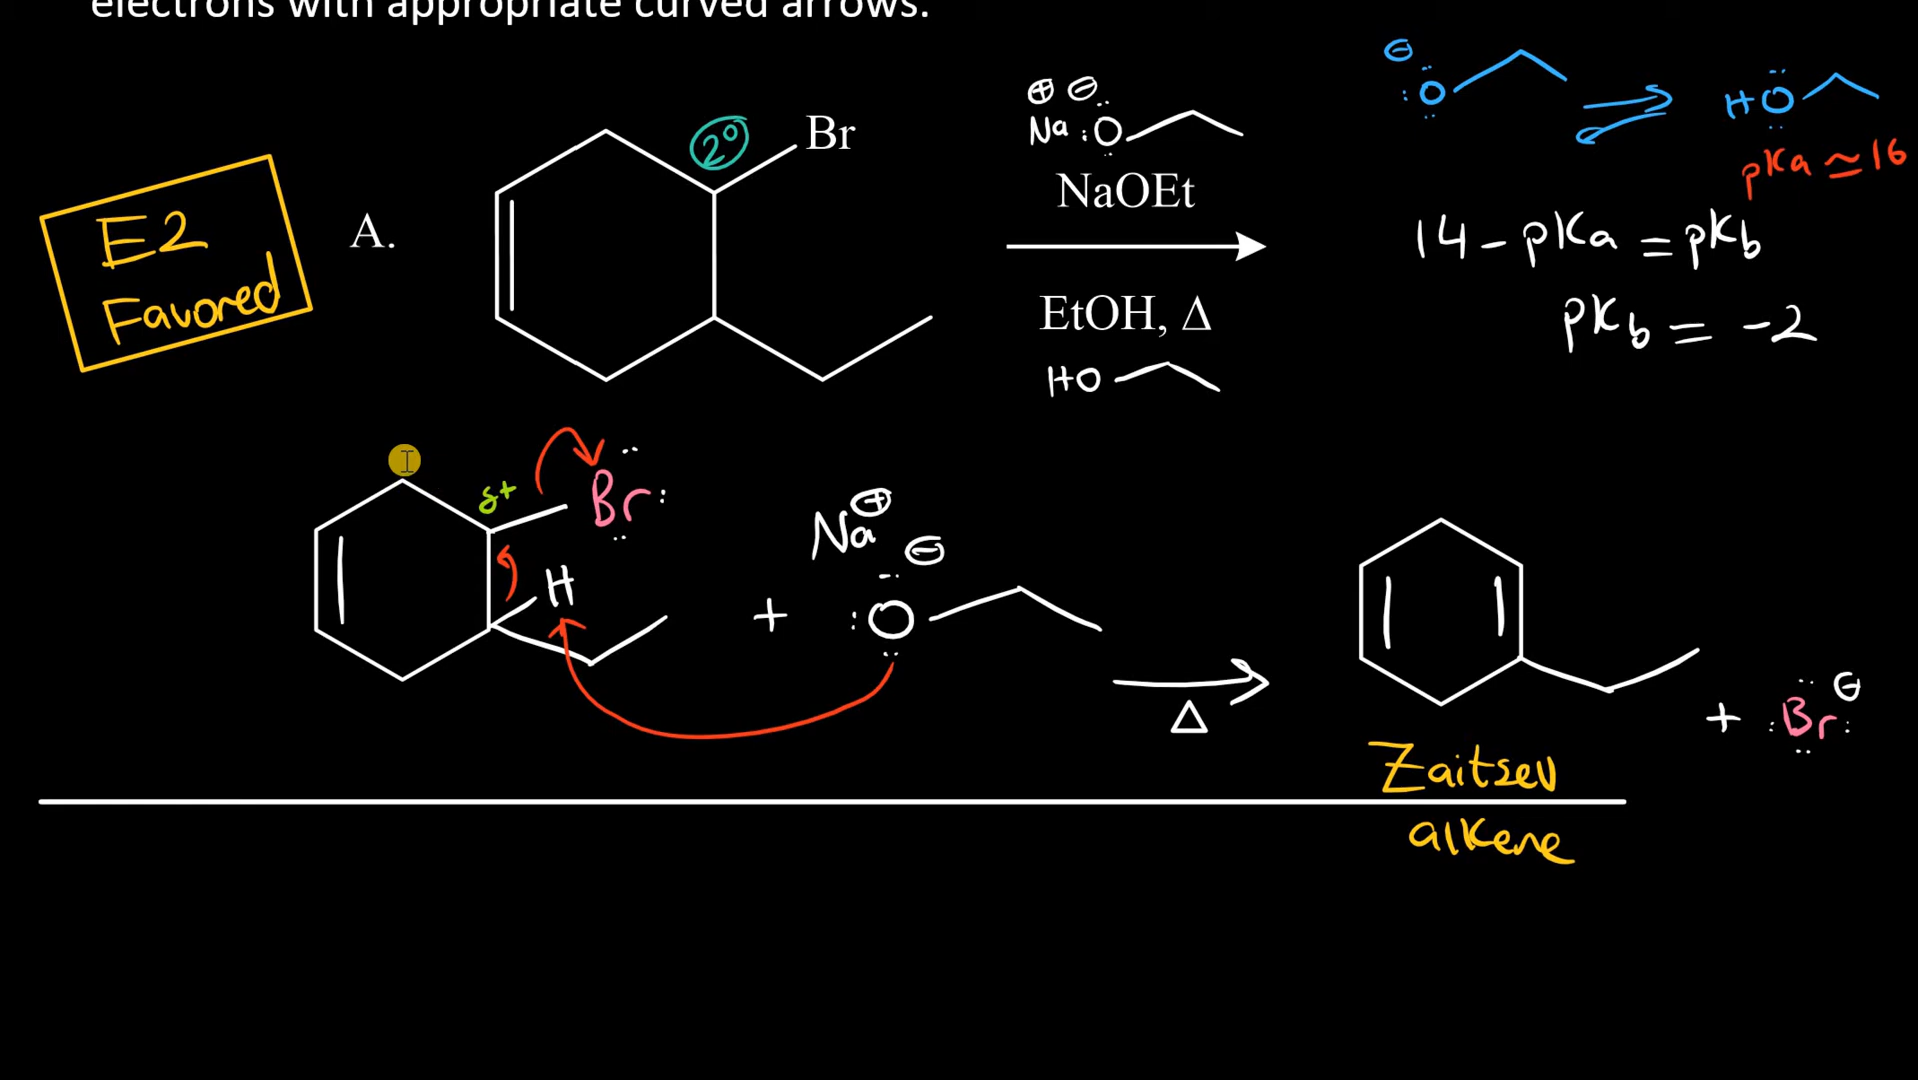 electrons with appropriate curved arrows.
E2
Favored
A.
2°
Br
⊕ ⊖
Na :O
NaOEt
EtOH, Δ
HO
⊖
:O
HO
pKa ≃ 16
14 - pKa = pKb
pKb = -2
δ+
Br:
H
+
Na⊕
⊖
:O
Δ
+ :Br: ⊖
Zaitsev
alkene